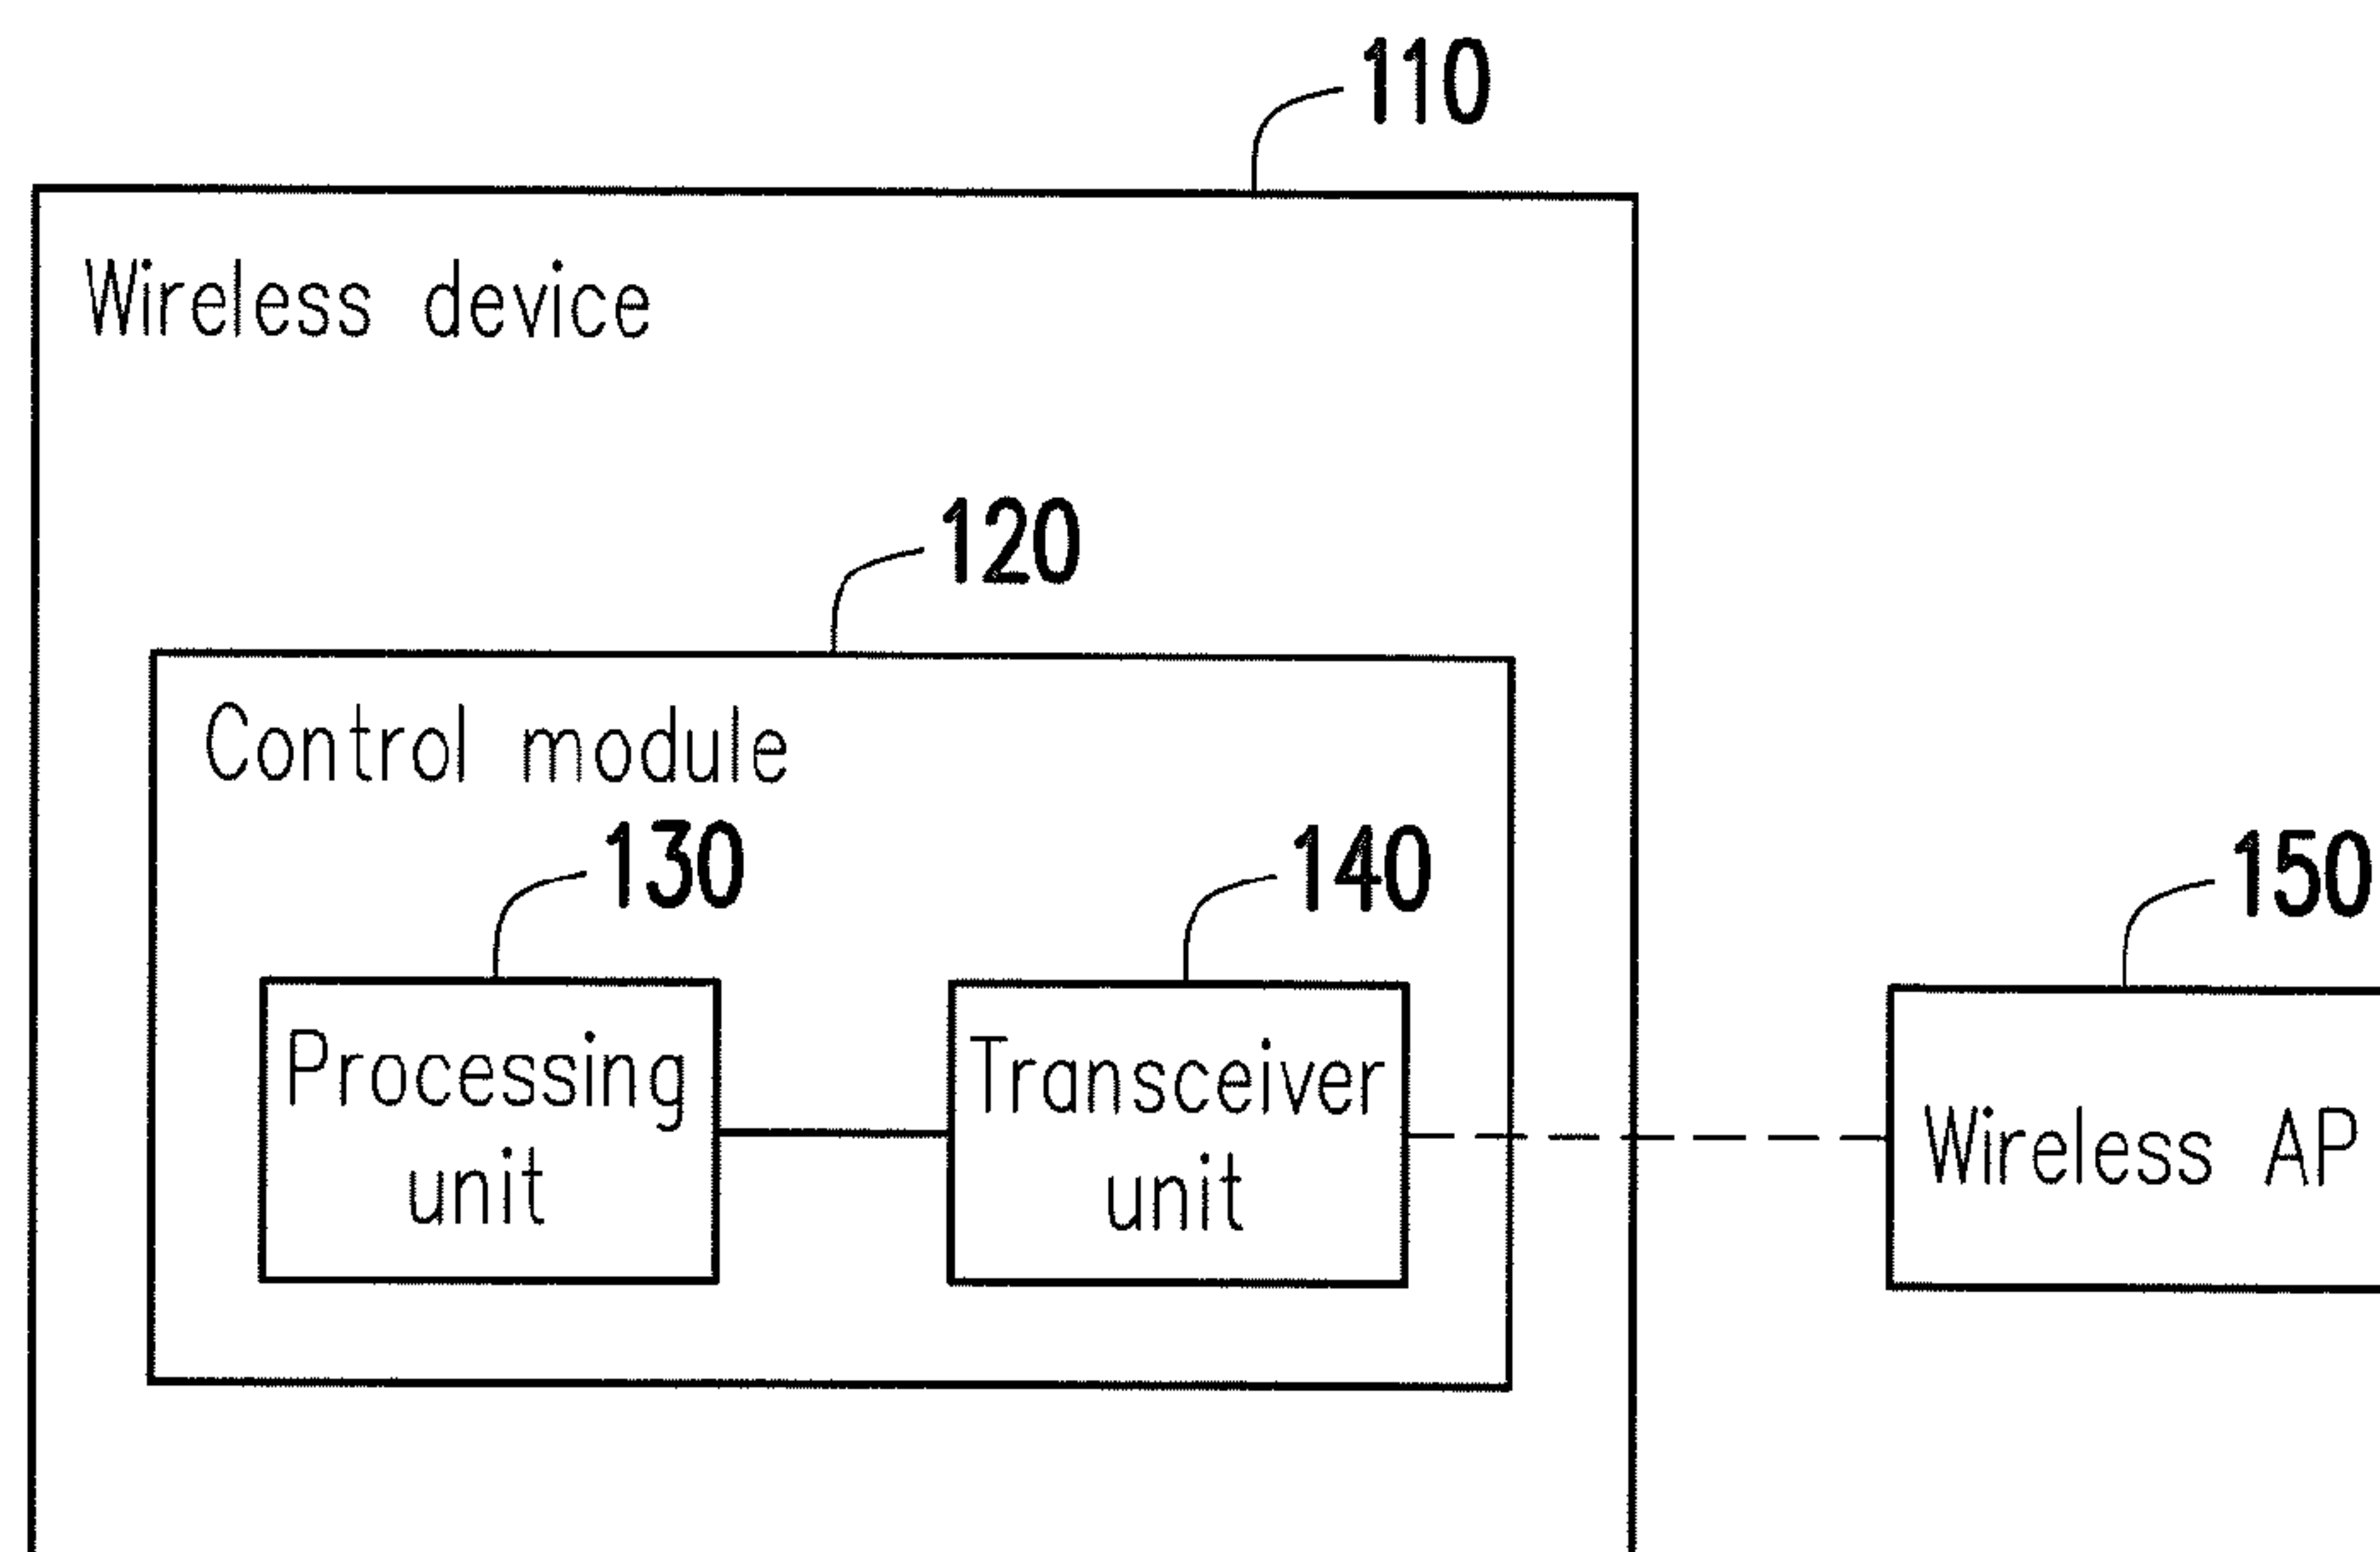 110
Wireless device
120
Control module
130
140
150
Processing
unit
Transceiver
unit
Wireless AP